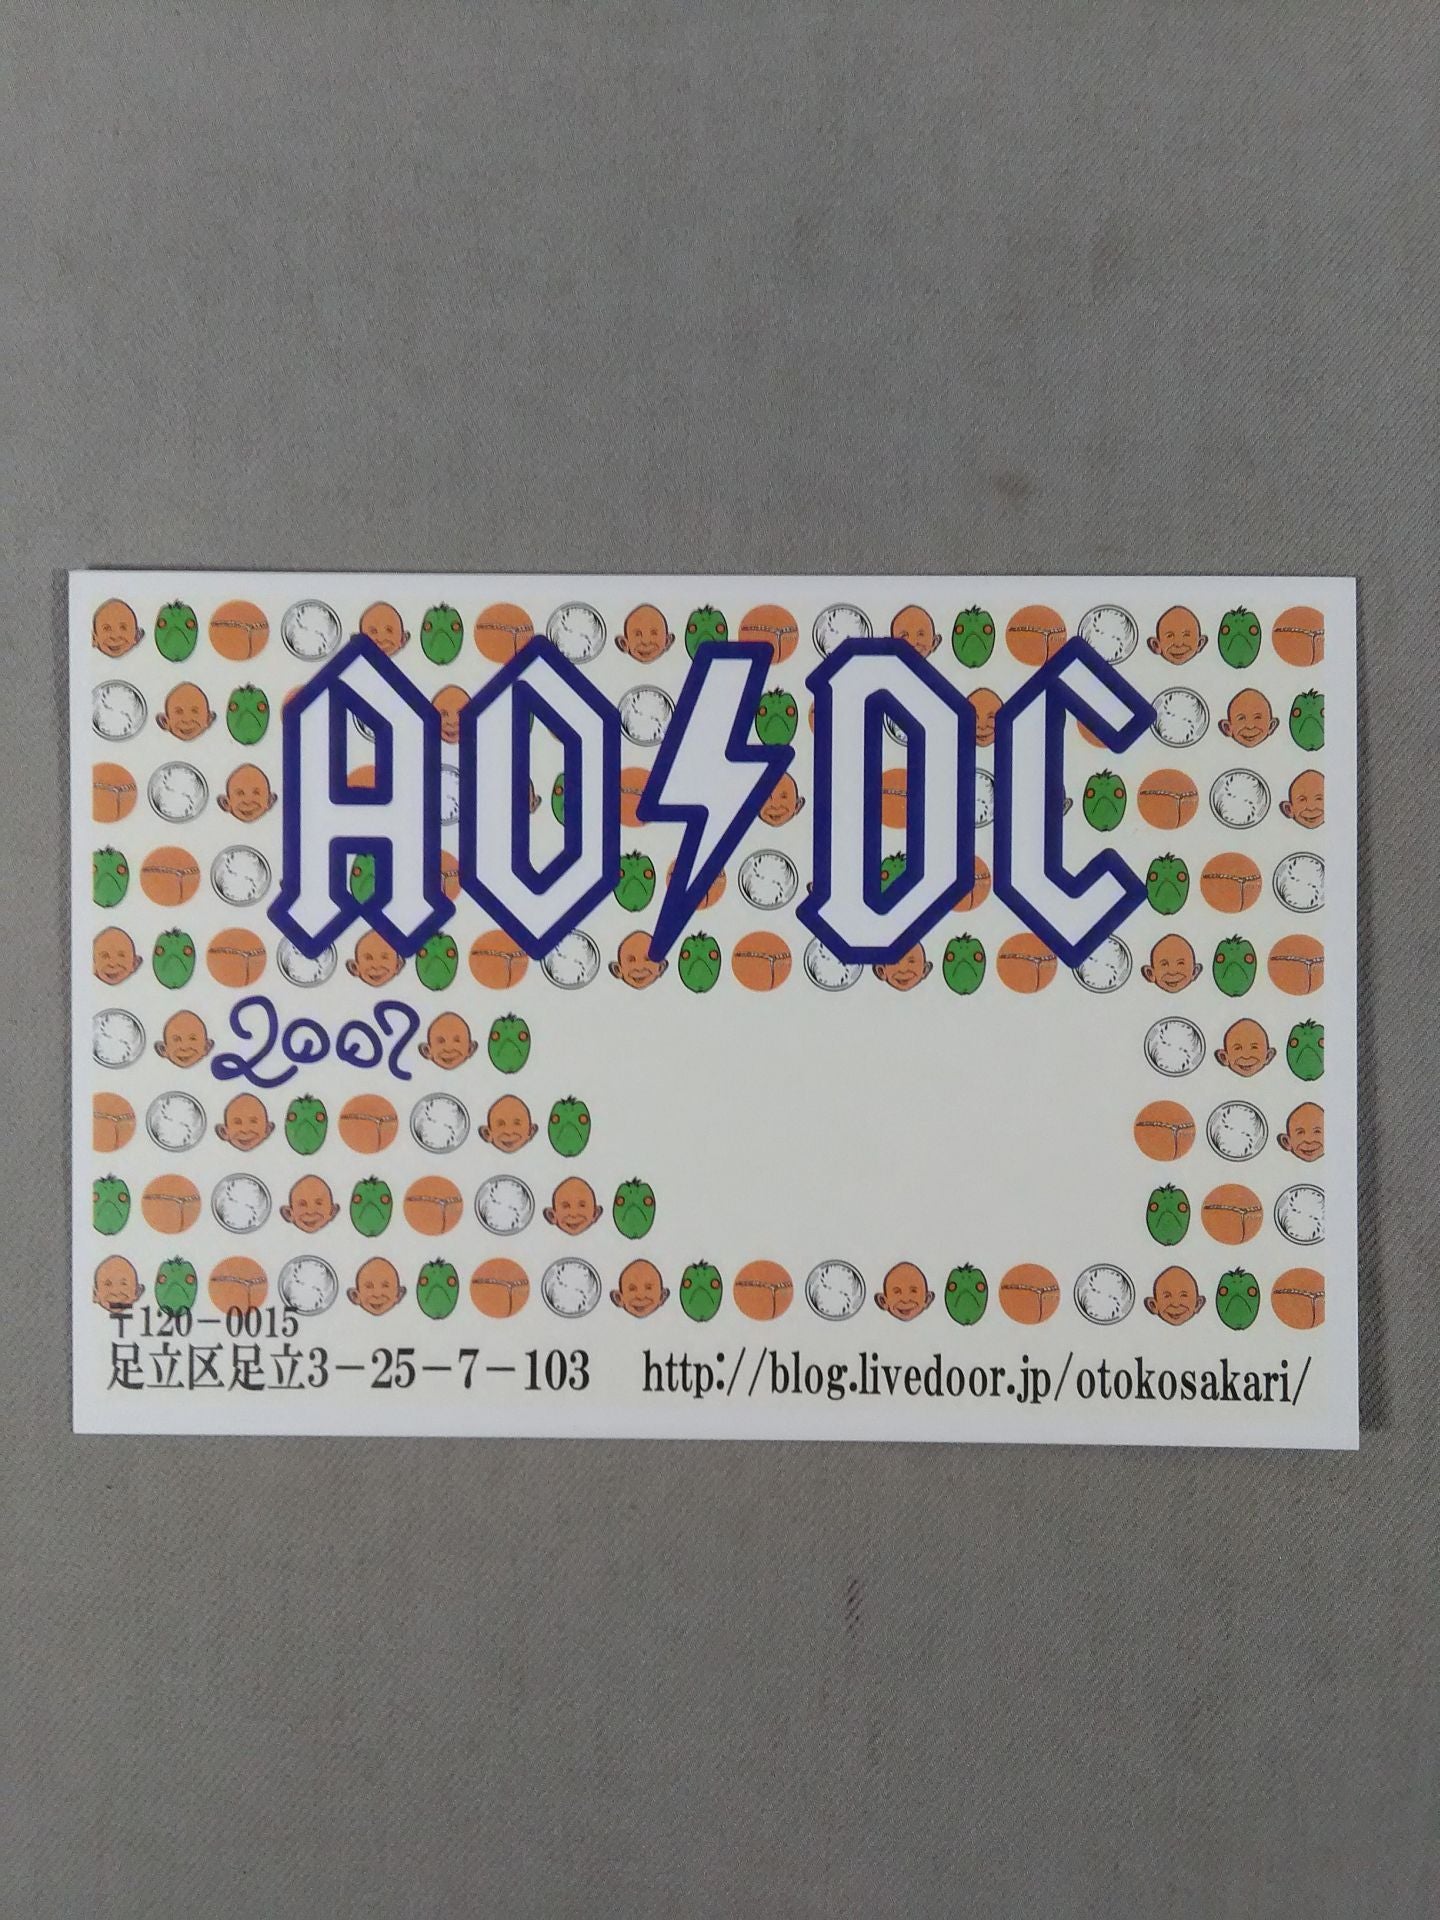 AO/DC
2007
〒120−0015
足立区足立3−25−7−103
http://blog.livedoor.jp/otokosakari/